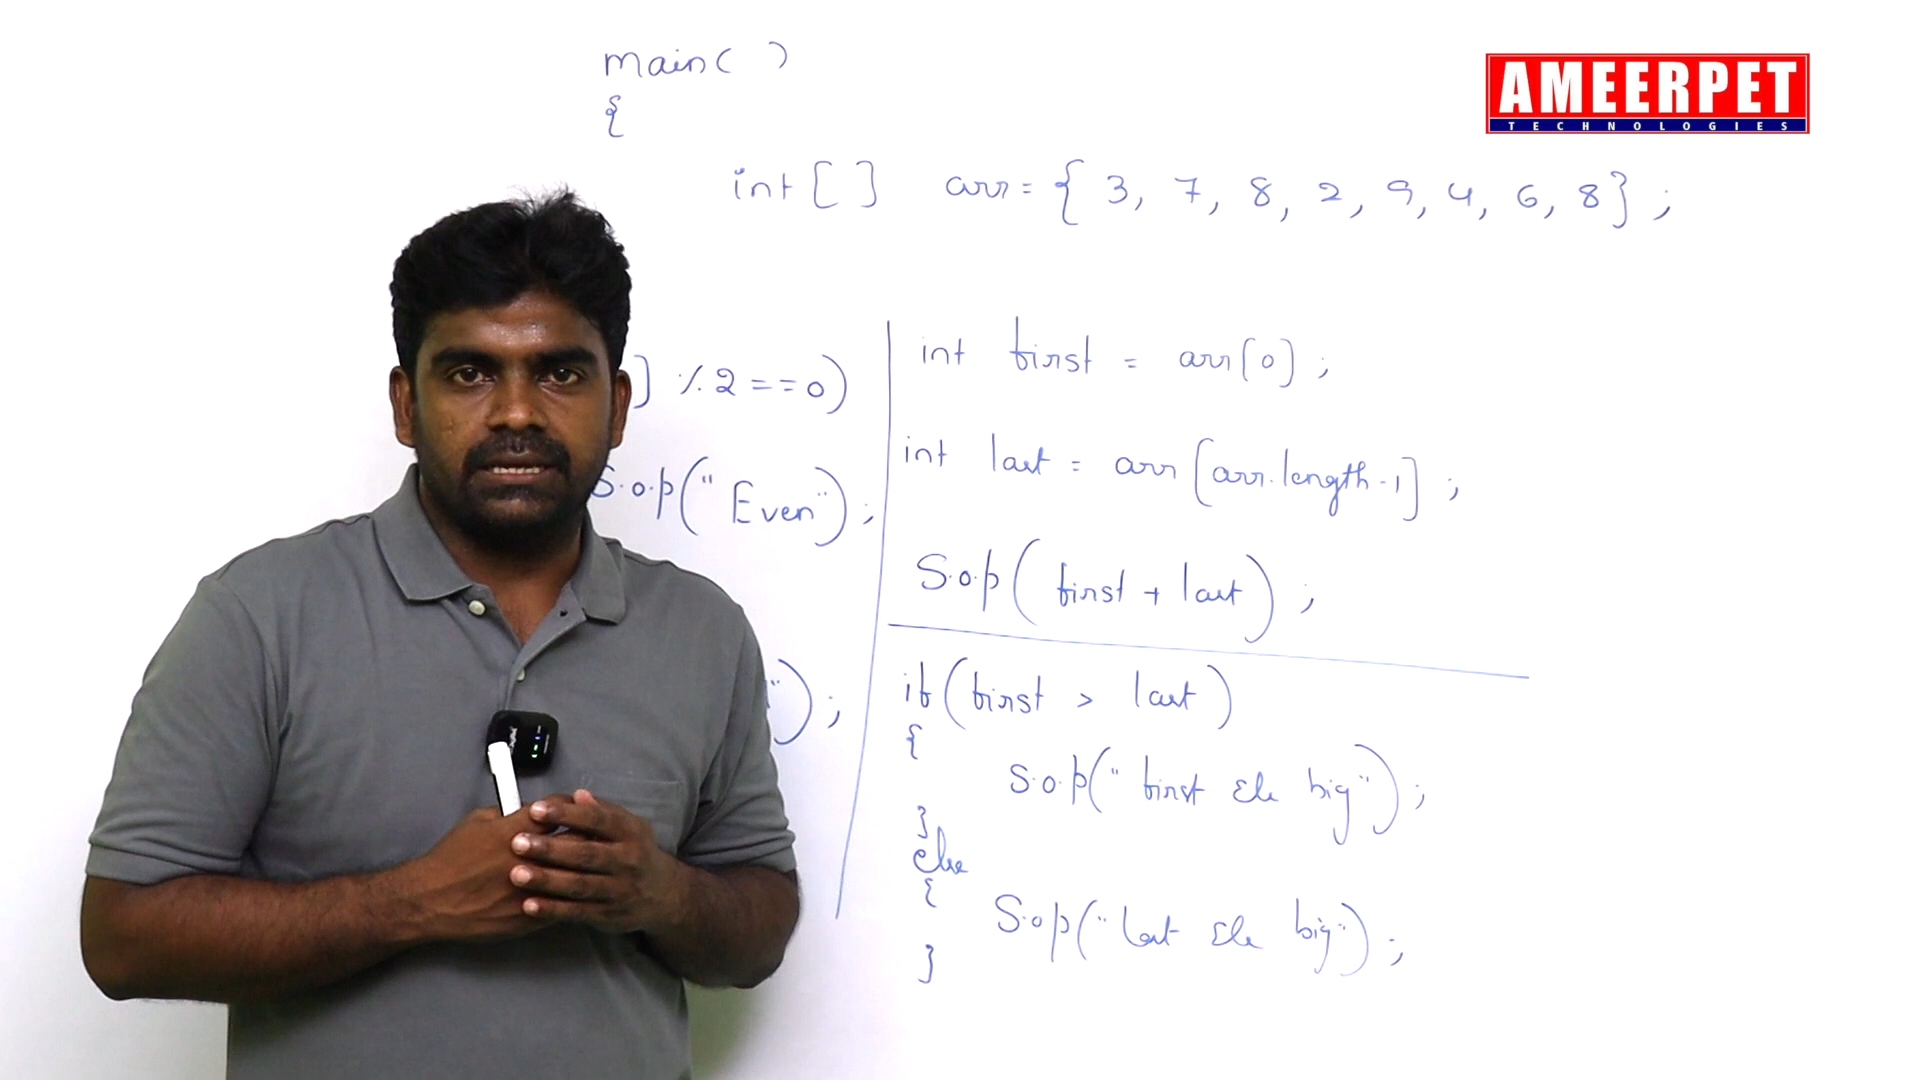 main( )
{
int [ ] arr = { 3, 7, 8, 2, 9, 4, 6, 8 } ;
] % 2 == 0)
S.o.p(" Even");
");
int first = arr[0] ;
int last = arr [arr.length-1] ;
S.o.p( first + last) ;
if( first > last )
{
S.o.p(" first Ele big");
}
else
{
S.o.p("last Ele big");
}
AMEERPET
TECHNOLOGIES